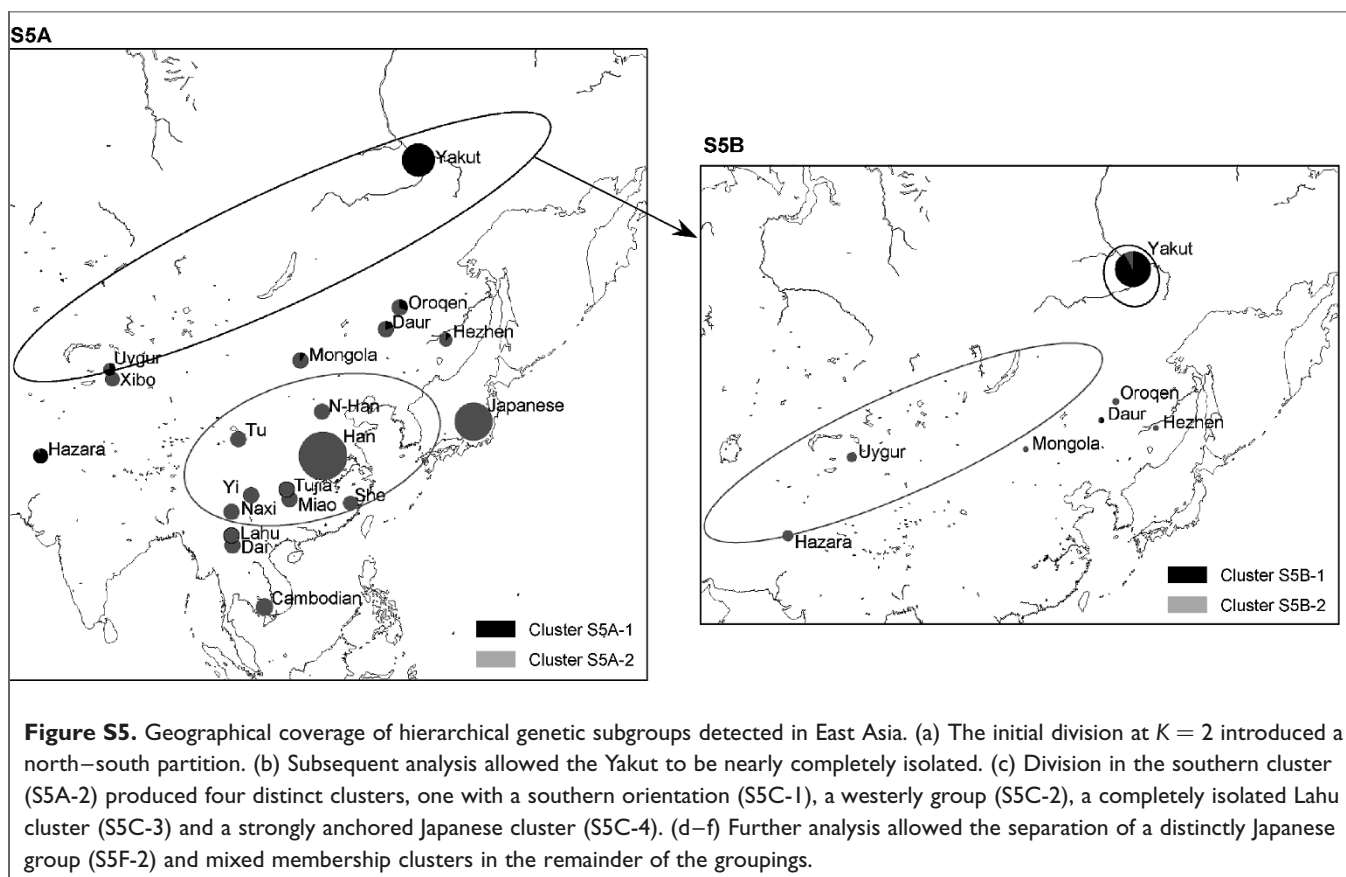 S5A
Yakut
Oroqen
Daur
Hezhen
Mongola
Uygur
Xibo
N-Han
Japanese
Tu
Han
Hazara
Tujia
Yi
Miao
She
Naxi
Lahu
Dai
Cambodian
Cluster S5A-1
Cluster S5A-2
S5B
Yakut
Oroqen
Daur
Hezhen
Mongola
Uygur
Hazara
Cluster S5B-1
Cluster S5B-2
Figure S5. Geographical coverage of hierarchical genetic subgroups detected in East Asia. (a) The initial division at K = 2 introduced a
north–south partition. (b) Subsequent analysis allowed the Yakut to be nearly completely isolated. (c) Division in the southern cluster
(S5A-2) produced four distinct clusters, one with a southern orientation (S5C-1), a westerly group (S5C-2), a completely isolated Lahu
cluster (S5C-3) and a strongly anchored Japanese cluster (S5C-4). (d–f) Further analysis allowed the separation of a distinctly Japanese
group (S5F-2) and mixed membership clusters in the remainder of the groupings.